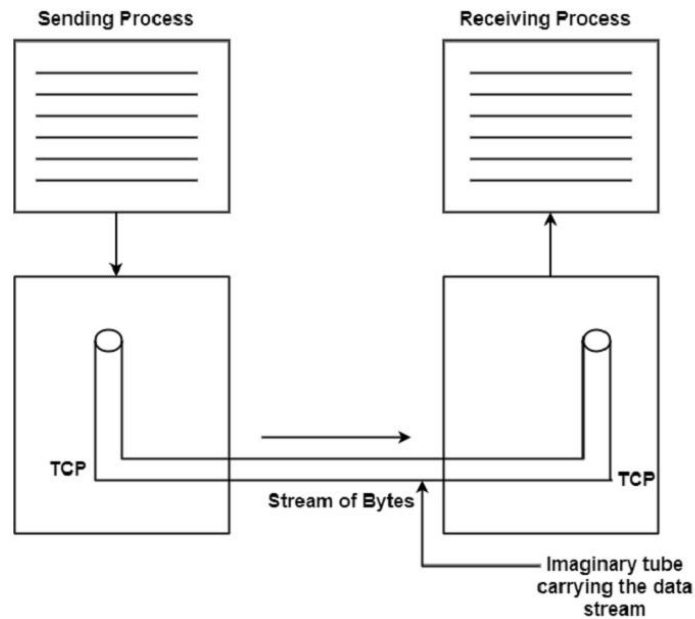 Sending Process
Receiving Process
TCP
TCP
Stream of Bytes
Imaginary tube
carrying the data
stream